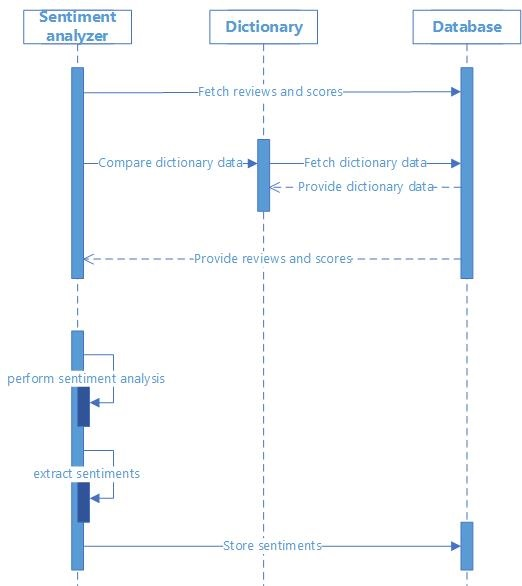 Sentiment
analyzer
Dictionary
Database
Fetch reviews and scores
Compare dictionary data
Fetch dictionary data
Provide dictionary data
Provide reviews and scores
perform sentiment analysis
extract sentiments
Store sentiments